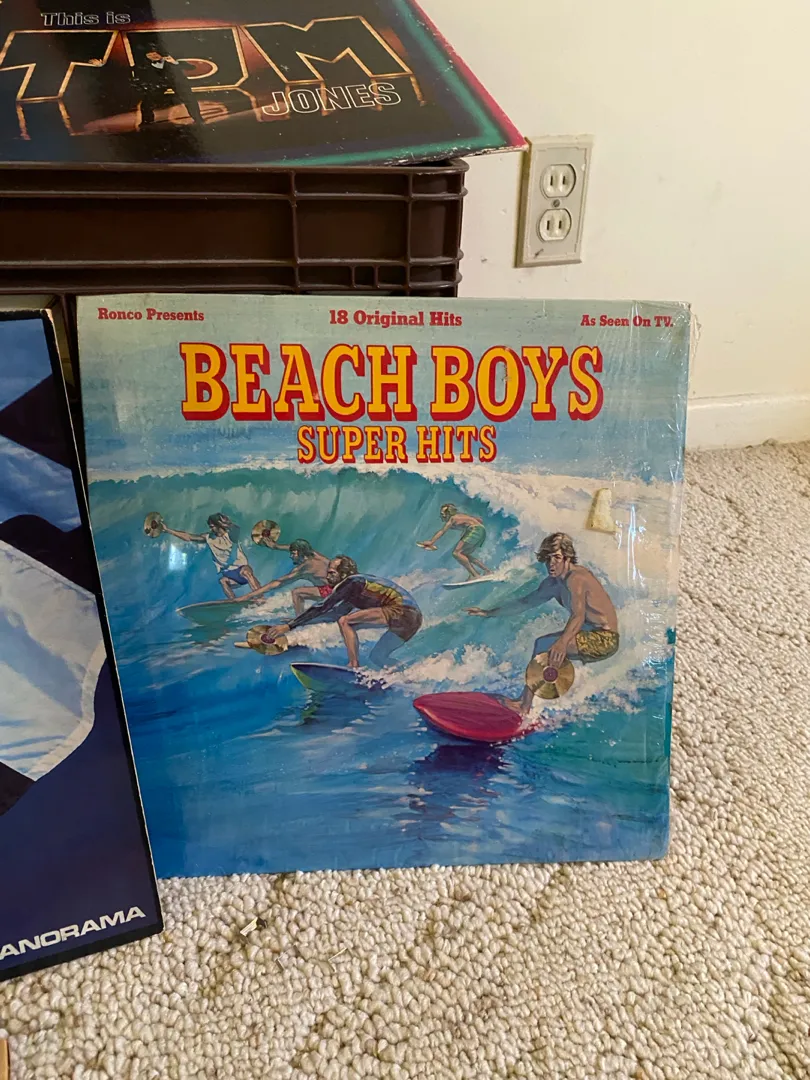 This is
TOM
JONES
Ronco Presents
18 Original Hits
As Seen On TV.
BEACH BOYS
SUPER HITS
ANORAMA